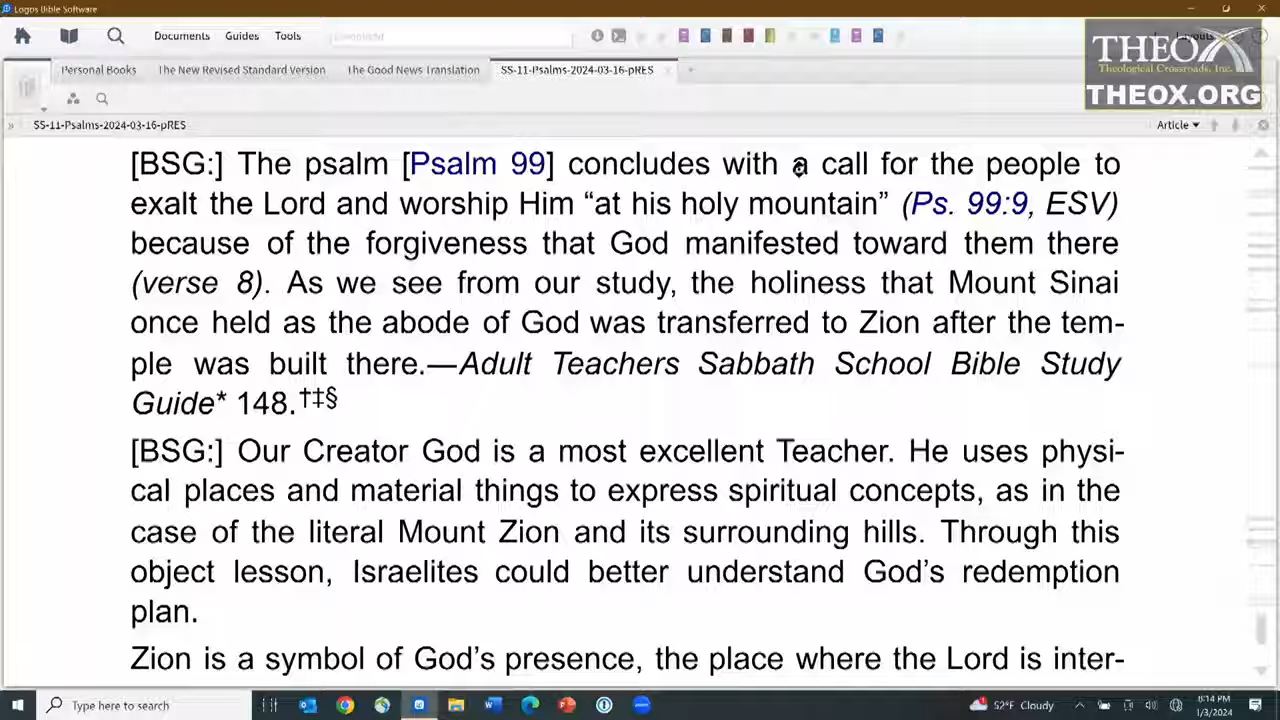 Logos Bible Software
Documents Guides Tools
Layouts
THEOX
Theological Crossroads, Inc.
THEOX.ORG
Personal Books The New Revised Standard Version The Good News Translation SS-11-Psalms-2024-03-16-pRES
SS-11-Psalms-2024-03-16-pRES Article
[BSG:] The psalm [Psalm 99] concludes with a call for the people to
exalt the Lord and worship Him “at his holy mountain” (Ps. 99:9, ESV)
because of the forgiveness that God manifested toward them there
(verse 8). As we see from our study, the holiness that Mount Sinai
once held as the abode of God was transferred to Zion after the tem-
ple was built there.—Adult Teachers Sabbath School Bible Study
Guide* 148.†‡§
[BSG:] Our Creator God is a most excellent Teacher. He uses physi-
cal places and material things to express spiritual concepts, as in the
case of the literal Mount Zion and its surrounding hills. Through this
object lesson, Israelites could better understand God’s redemption
plan.
Zion is a symbol of God’s presence, the place where the Lord is inter-
Type here to search
52°F Cloudy
8:14 PM
1/3/2024